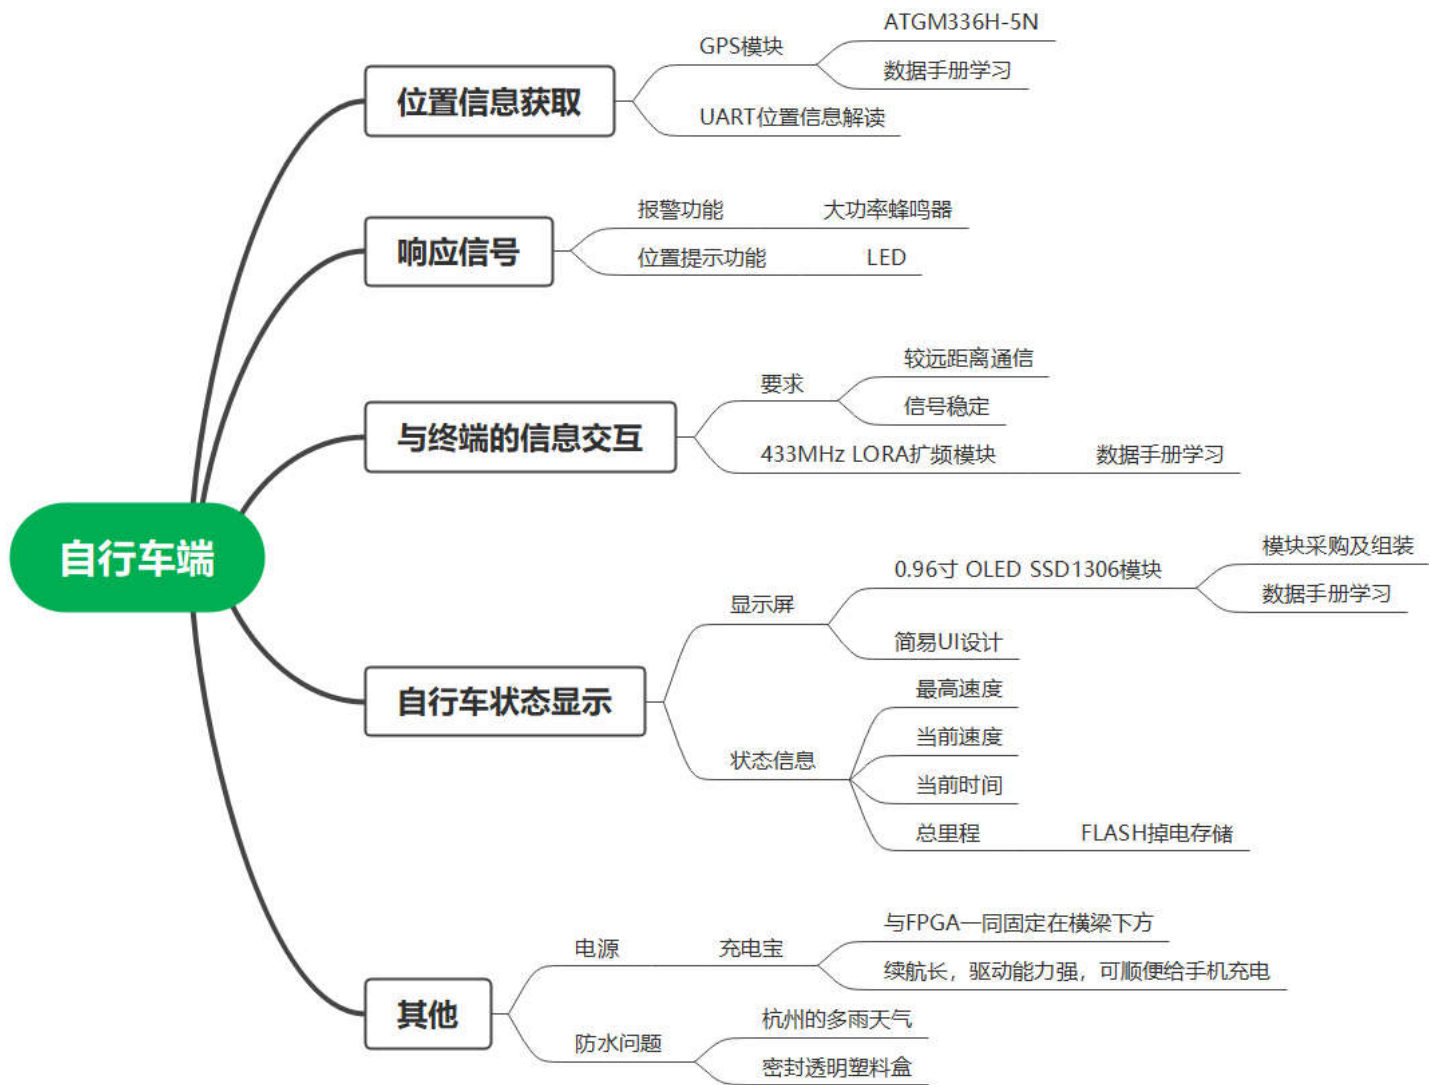 自行车端
位置信息获取
GPS模块
ATGM336H-5N
数据手册学习
UART位置信息解读
响应信号
报警功能
大功率蜂鸣器
位置提示功能
LED
与终端的信息交互
要求
较远距离通信
信号稳定
433MHz LORA扩频模块
数据手册学习
自行车状态显示
显示屏
0.96寸 OLED SSD1306模块
模块采购及组装
数据手册学习
简易UI设计
状态信息
最高速度
当前速度
当前时间
总里程
FLASH掉电存储
其他
电源
充电宝
与FPGA一同固定在横梁下方
续航长，驱动能力强，可顺便给手机充电
防水问题
杭州的多雨天气
密封透明塑料盒